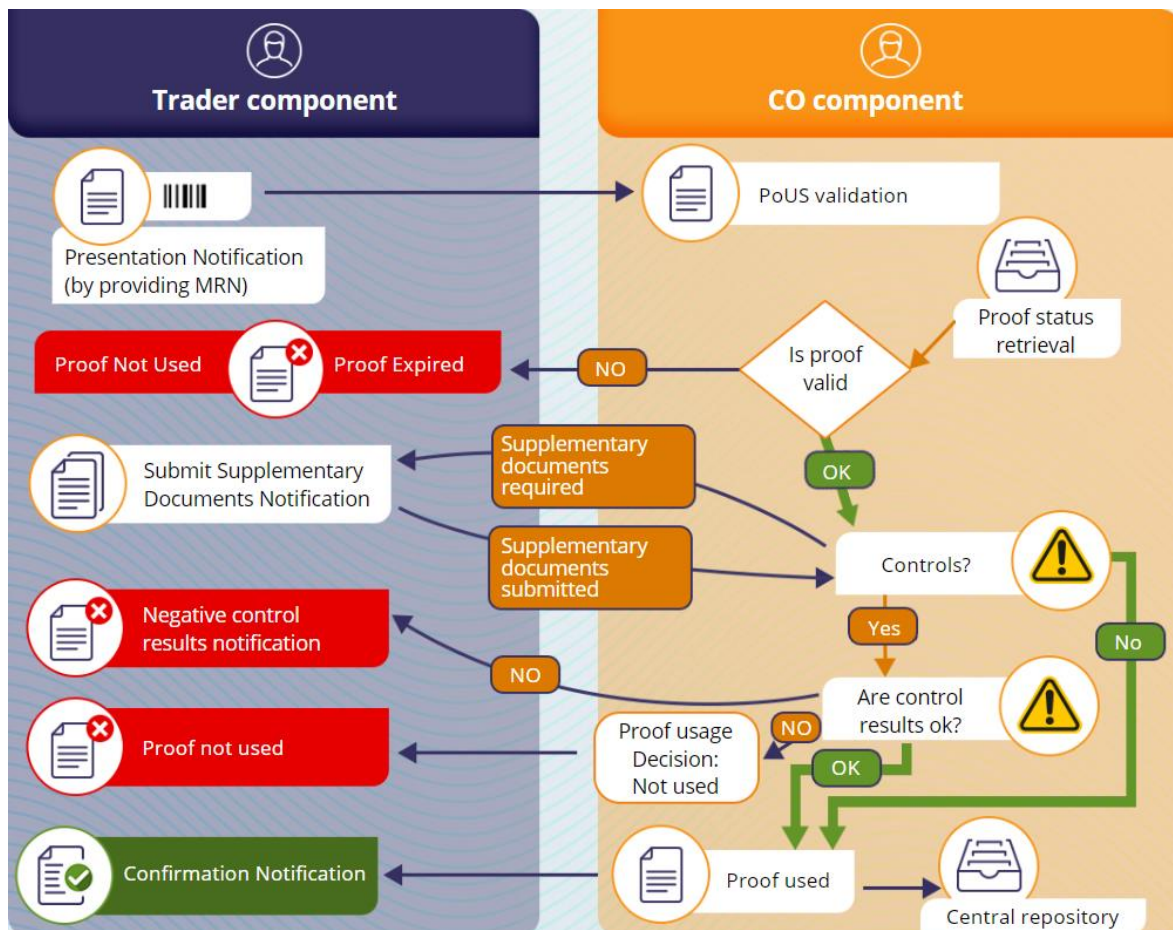 Trader component
CO component
PoUS validation
Presentation Notification
(by providing MRN)
Proof status
retrieval
Is proof
valid
NO
Proof Not Used
Proof Expired
OK
Supplementary
documents
required
Submit Supplementary
Documents Notification
Supplementary
documents
submitted
Controls?
Yes
No
Negative control
results notification
NO
Are control
results ok?
NO
Proof usage
Decision:
Not used
Proof not used
OK
Confirmation Notification
Proof used
Central repository